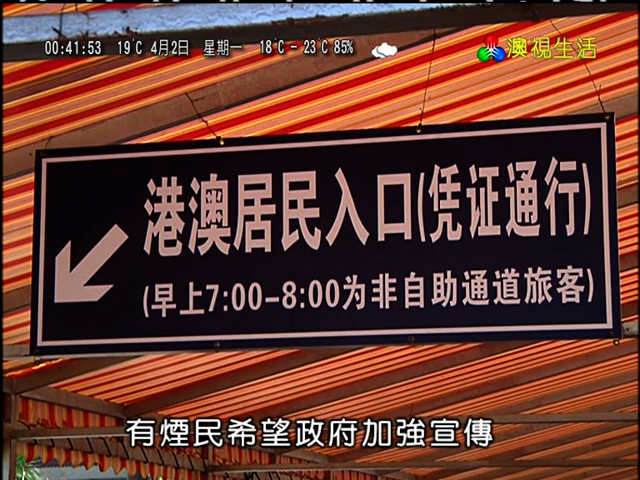 00:41:53 19°C 4月2日 星期一 18°C - 23°C 85%
澳視生活
港澳居民入口(凭证通行)
(早上7:00-8:00为非自助通道旅客)
有煙民希望政府加強宣傳